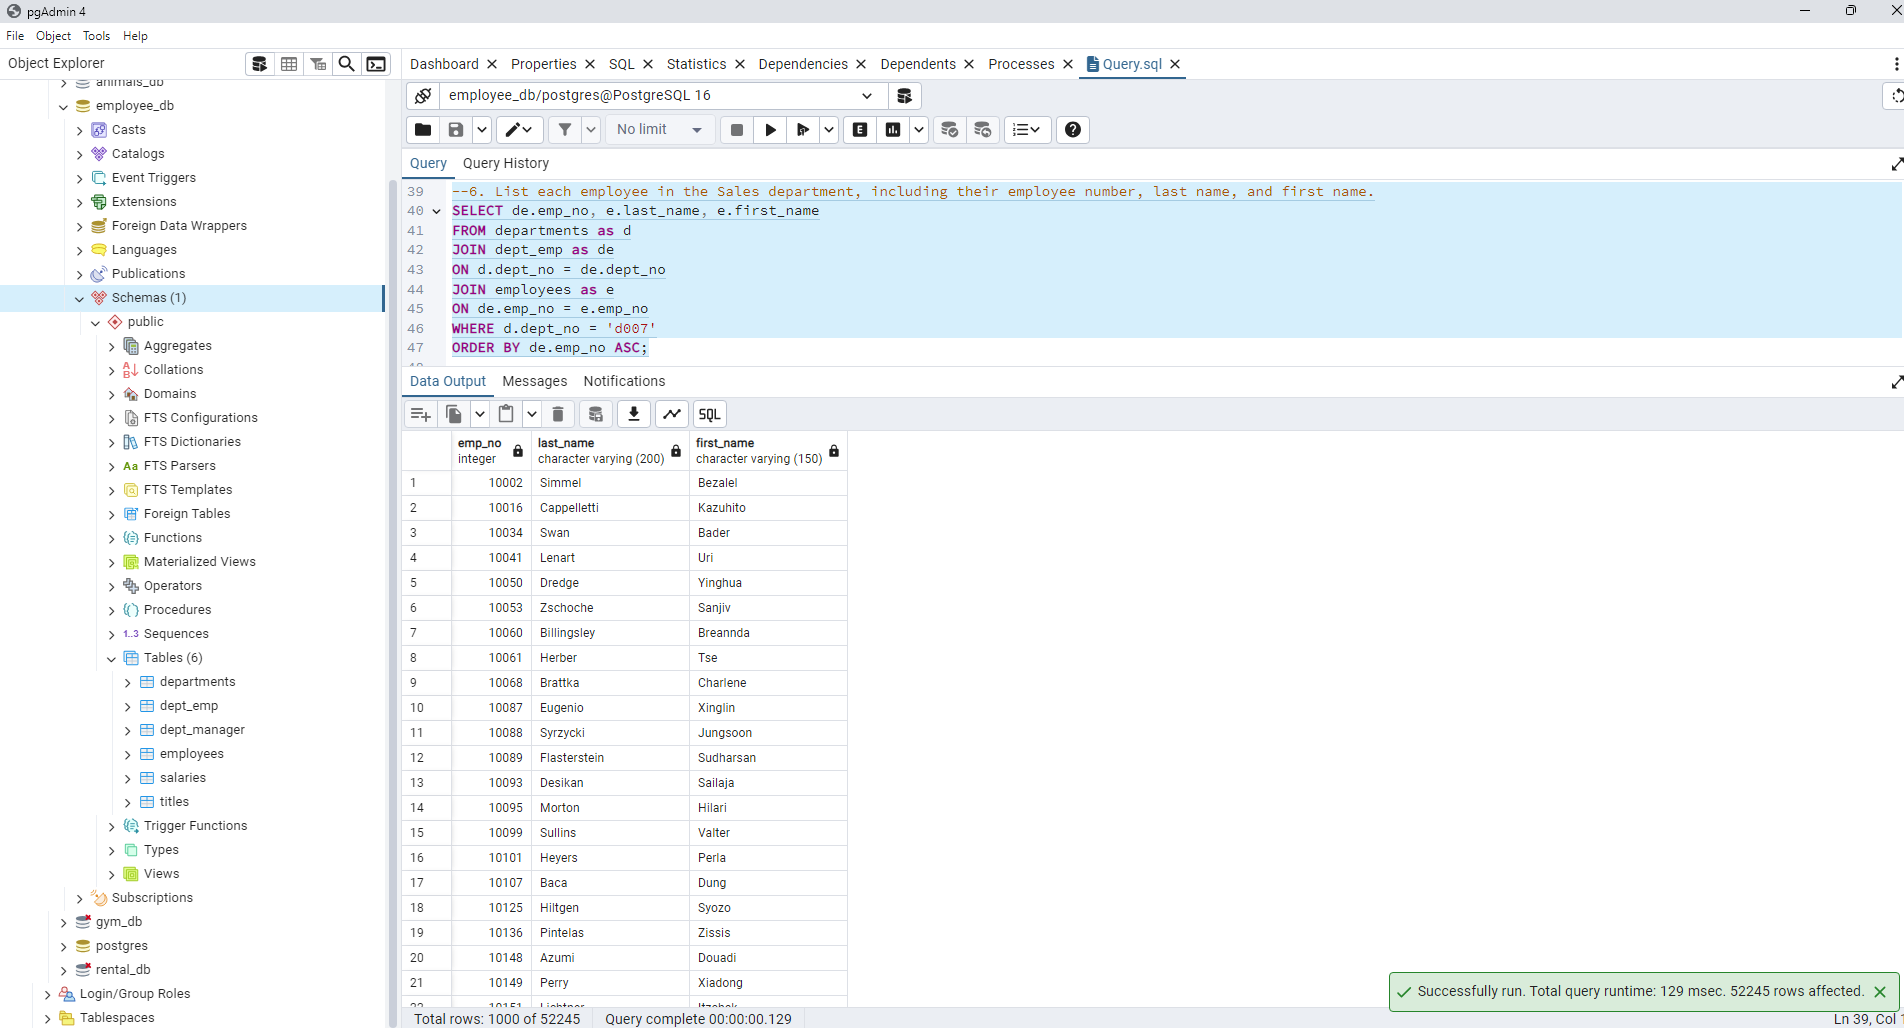 pgAdmin 4
File Object Tools Help
Object Explorer
animals_db
employee_db
Casts
Catalogs
Event Triggers
Extensions
Foreign Data Wrappers
Languages
Publications
Schemas (1)
public
Aggregates
Collations
Domains
FTS Configurations
FTS Dictionaries
Aa FTS Parsers
FTS Templates
Foreign Tables
Functions
Materialized Views
Operators
Procedures
1..3 Sequences
Tables (6)
departments
dept_emp
dept_manager
employees
salaries
titles
Trigger Functions
Types
Views
Subscriptions
gym_db
postgres
rental_db
Login/Group Roles
Tablespaces
Dashboard Properties SQL Statistics Dependencies Dependents Processes Query.sql
employee_db/postgres@PostgreSQL 16
No limit
E
Query Query History
39 --6. List each employee in the Sales department, including their employee number, last name, and first name.
40 SELECT de.emp_no, e.last_name, e.first_name
41 FROM departments as d
42 JOIN dept_emp as de
43 ON d.dept_no = de.dept_no
44 JOIN employees as e
45 ON de.emp_no = e.emp_no
46 WHERE d.dept_no = 'd007'
47 ORDER BY de.emp_no ASC;
Data Output Messages Notifications
SQL
emp_no last_name first_name
integer character varying (200) character varying (150)
1 10002 Simmel Bezalel
2 10016 Cappelletti Kazuhito
3 10034 Swan Bader
4 10041 Lenart Uri
5 10050 Dredge Yinghua
6 10053 Zschoche Sanjiv
7 10060 Billingsley Breannda
8 10061 Herber Tse
9 10068 Brattka Charlene
10 10087 Eugenio Xinglin
11 10088 Syrzycki Jungsoon
12 10089 Flasterstein Sudharsan
13 10093 Desikan Sailaja
14 10095 Morton Hilari
15 10099 Sullins Valter
16 10101 Heyers Perla
17 10107 Baca Dung
18 10125 Hiltgen Syozo
19 10136 Pintelas Zissis
20 10148 Azumi Douadi
21 10149 Perry Xiadong
Successfully run. Total query runtime: 129 msec. 52245 rows affected.
Total rows: 1000 of 52245 Query complete 00:00:00.129
Ln 39, Col